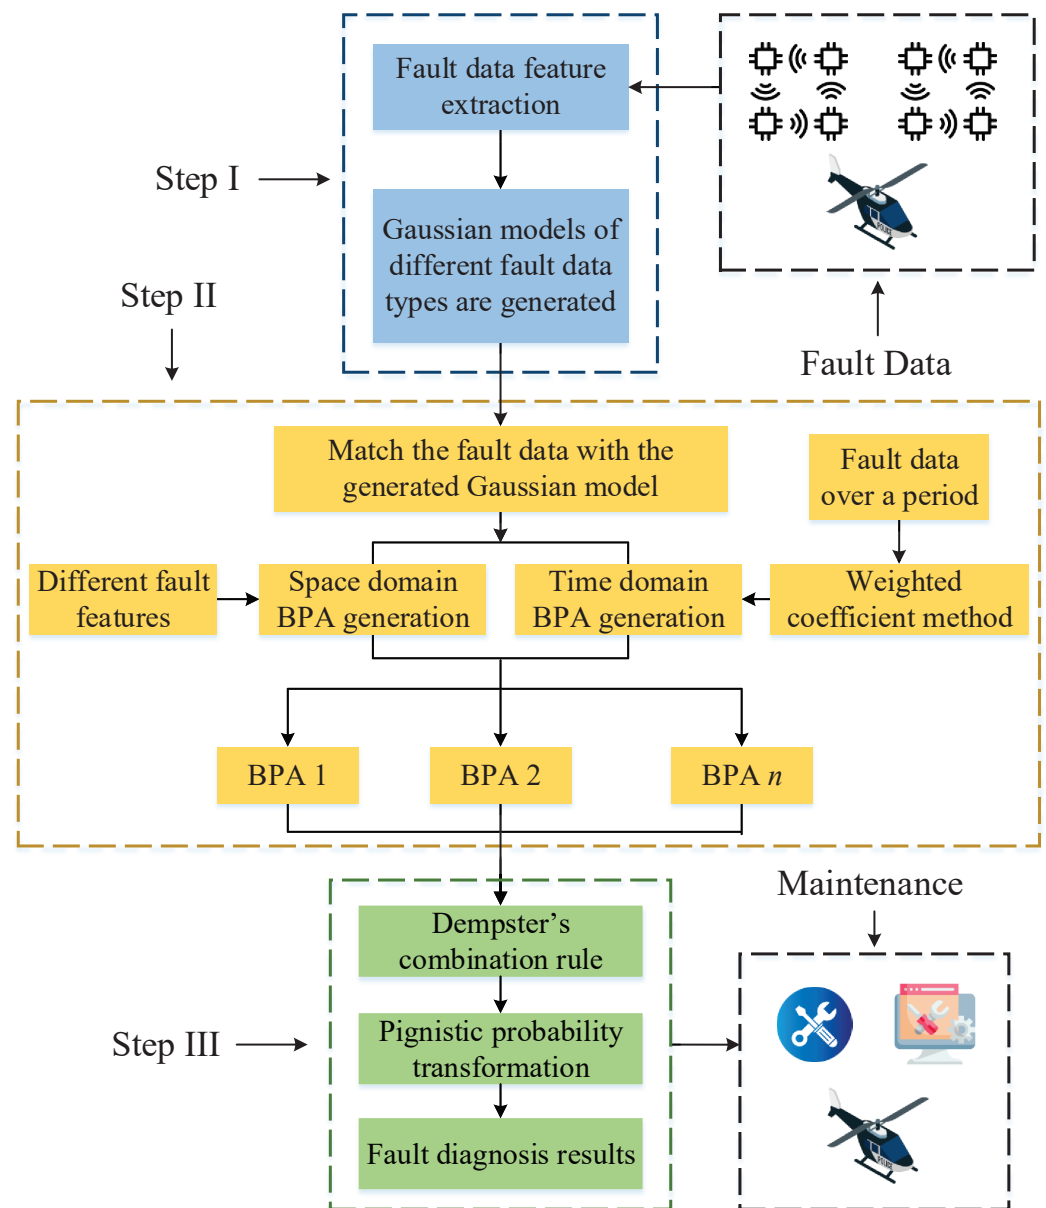 Fault data feature
extraction
Step I
Gaussian models of
different fault data
types are generated
POLICE
Fault Data
Step II
Match the fault data with the
generated Gaussian model
Fault data
over a period
Different fault
features
Space domain
BPA generation
Time domain
BPA generation
Weighted
coefficient method
BPA 1
BPA 2
BPA n
Dempster’s
combination rule
Maintenance
Step III
Pignistic probability
transformation
Fault diagnosis results
POLICE